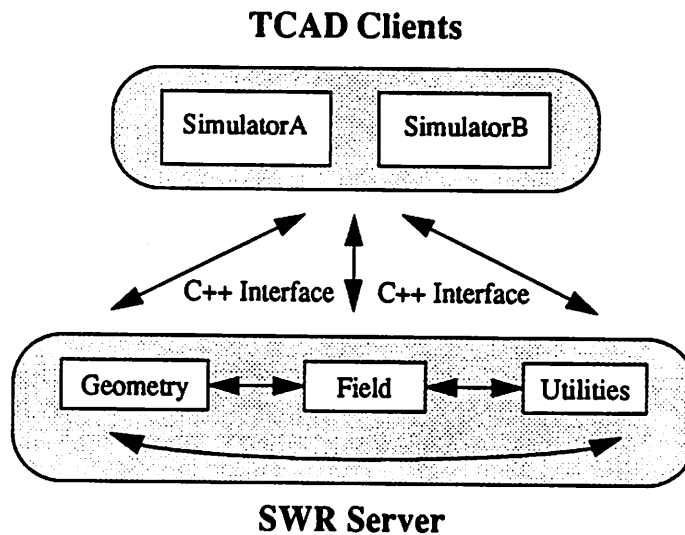 TCAD Clients
SimulatorA
SimulatorB
C++ Interface
C++ Interface
Geometry
Field
Utilities
SWR Server